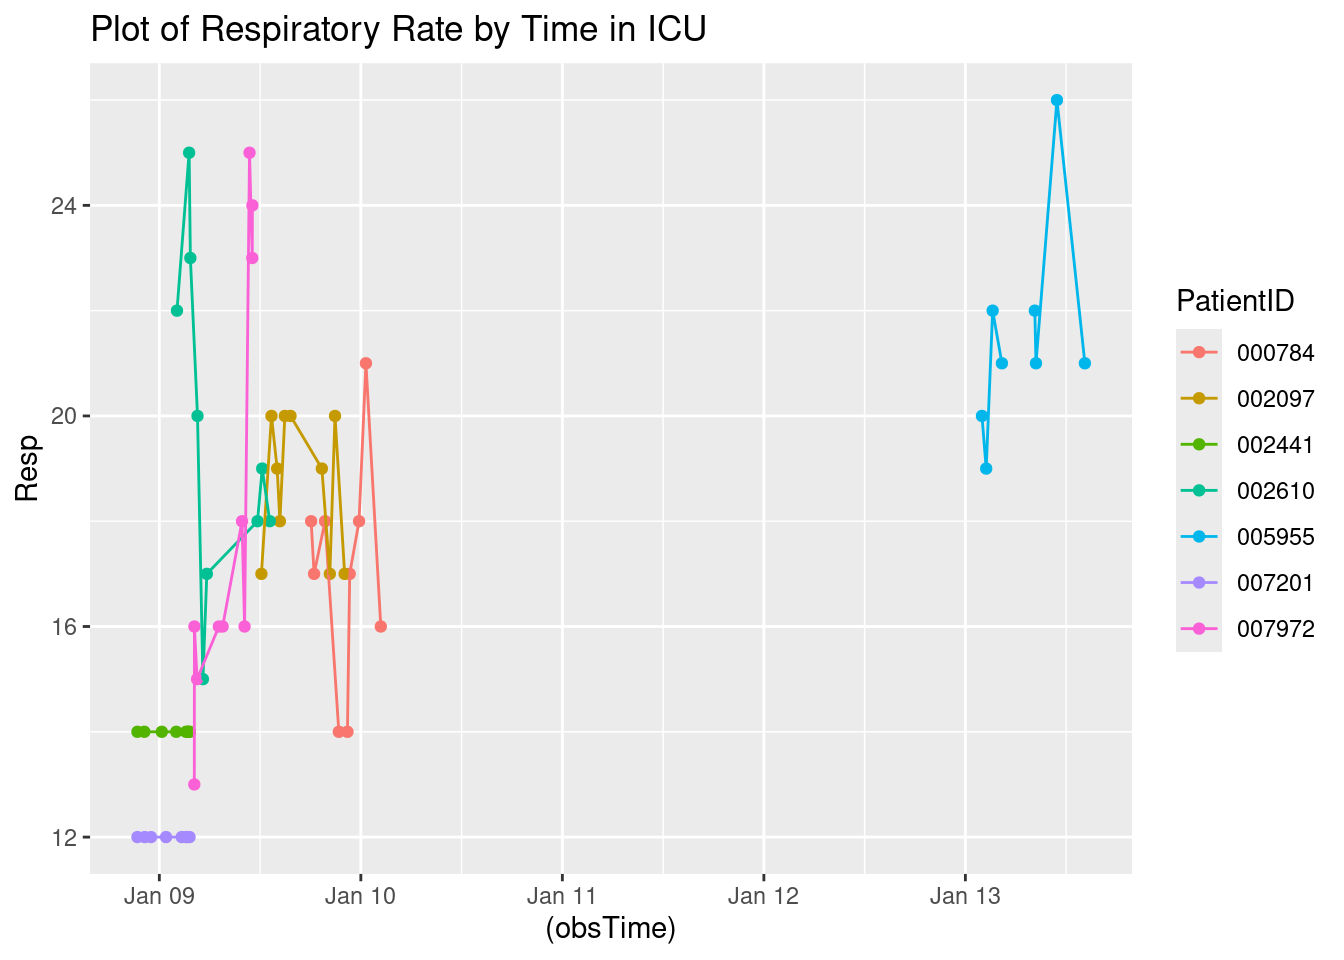 Plot of Respiratory Rate by Time in ICU
24
20
16
12
Resp
Jan 09
Jan 10
Jan 11
Jan 12
Jan 13
(obsTime)
PatientID
000784
002097
002441
002610
005955
007201
007972